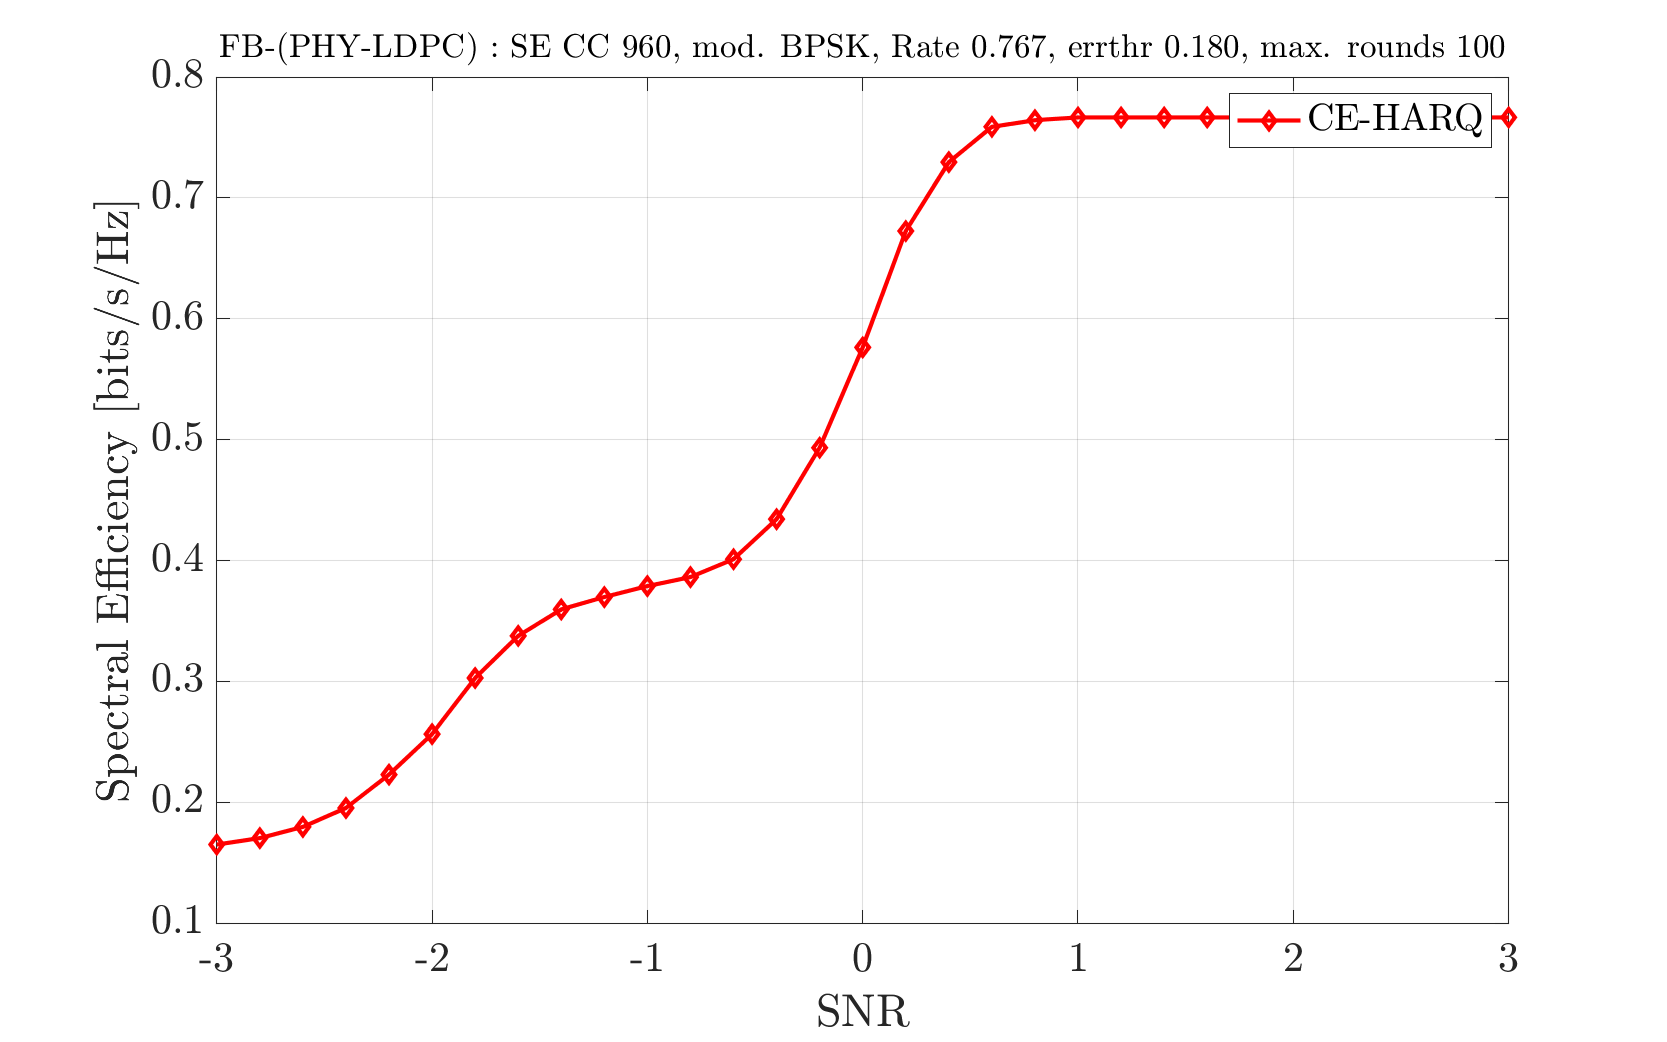 FB-(PHY-LDPC) : SE CC 960, mod. BPSK, Rate 0.767, errthr 0.180, max. rounds 100
CE-HARQ
Spectral Efficiency [bits/s/Hz]
0.8
0.7
0.6
0.5
0.4
0.3
0.2
0.1
-3 -2 -1 0 1 2 3
SNR